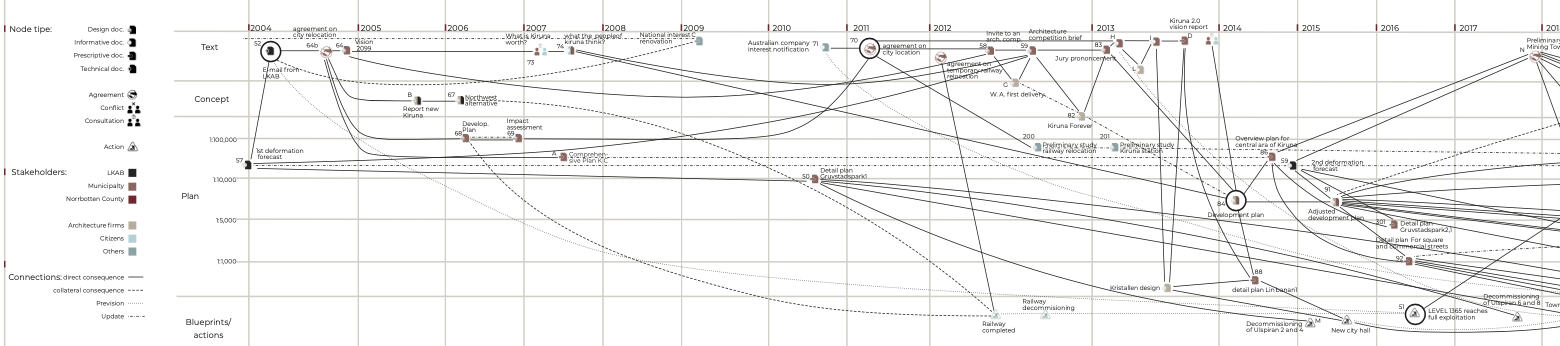 Node tipe:
Design doc.
Informative doc.
Prescriptive doc.
Technical doc.
Agreement
Conflict
Consultation
Action
Stakeholders:
LKAB
Municipality
Norrbotten County
Architecture firms
Citizens
Others
Connections:
direct consequence
collateral consequence
Prevision
Update
2004
2005
2006
2007
2008
2009
2010
2011
2012
2013
2014
2015
2016
2017
Text
Concept
Plan
Blueprints/
actions
1:100,000
1:10,000
1:5,000
1:1,000
52
E-mail from
LKAB
agreement on
city relocation
64b
64
Vision
2099
What is Kiruna
worth?
73
what the peopleof
kiruna think?
74
National interest
renovation
C
Australian company
interest notification
71
70
agreement on
city location
agreement on
temporary railway
relocation
Invite to an
arch. comp.
58
Architecture
competition brief
59
83
H
Jury prononcement
Kiruna 2.0
vision report
D
L
G
W. A. first delivery
82
Kiruna Forever
B
Report new
Kiruna
67
Northwest
alternative
Develop.
Plan
68
Impact
assessment
69
1st deformation
forecast
57
A
Comprehen-
sive Plan K.C
50
Detail plan
Gruvstadspark1
200
Preliminary study
railway relocation
201
Preliminary study
Kiruna station
Overview plan for
central ara of Kiruna
59
2nd deformation
forecast
84
Development plan
91
Adjusted
development plan
301
Detail plan
Gruvstadspark2,1
Detail plan For square
and commercial streets
92
88
detail plan Linbanan1
Kristallen design
Railway
completed
Railway
decommisioning
Decommissioning
of Ulspiran 2 and 4
M
New city hall
51
LEVEL 1365 reaches
full exploitation
Decommissioning
of Ulspiran 6 and 8
N
Preliminary
Mining Tow
Town